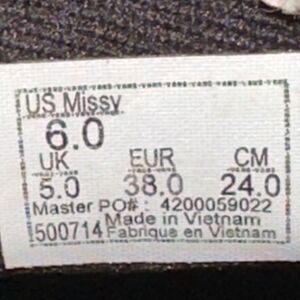 US Missy
6.0
UK EUR CM
5.0 38.0 24.0
Master PO# : 4200059022
Made in Vietnam
500714 Fabrique en Vietnam